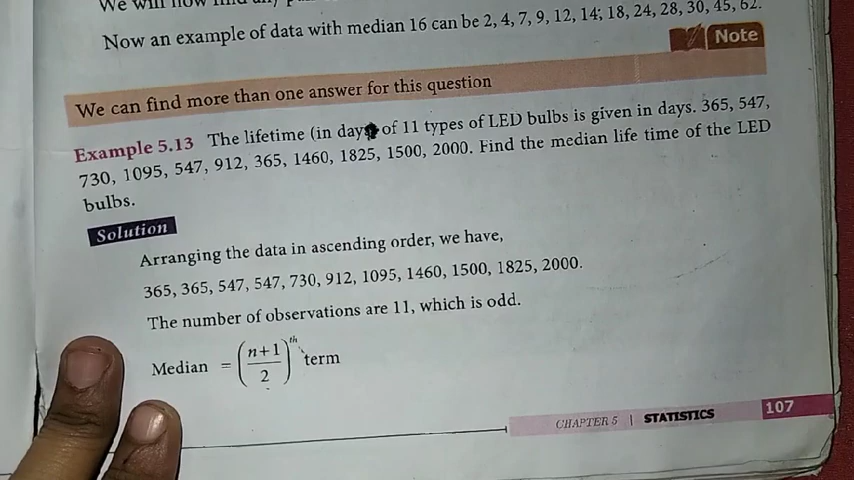 We will now find any
Now an example of data with median 16 can be 2, 4, 7, 9, 12, 14, 18, 24, 28, 30, 45, 62.
Note
We can find more than one answer for this question
Example 5.13 The lifetime (in days of 11 types of LED bulbs is given in days. 365, 547,
730, 1095, 547, 912, 365, 1460, 1825, 1500, 2000. Find the median life time of the LED
bulbs.
Solution
Arranging the data in ascending order, we have,
365, 365, 547, 547, 730, 912, 1095, 1460, 1500, 1825, 2000.
The number of observations are 11, which is odd.
Median = ((n+1)/2)th term
CHAPTER 5 | STATISTICS 107